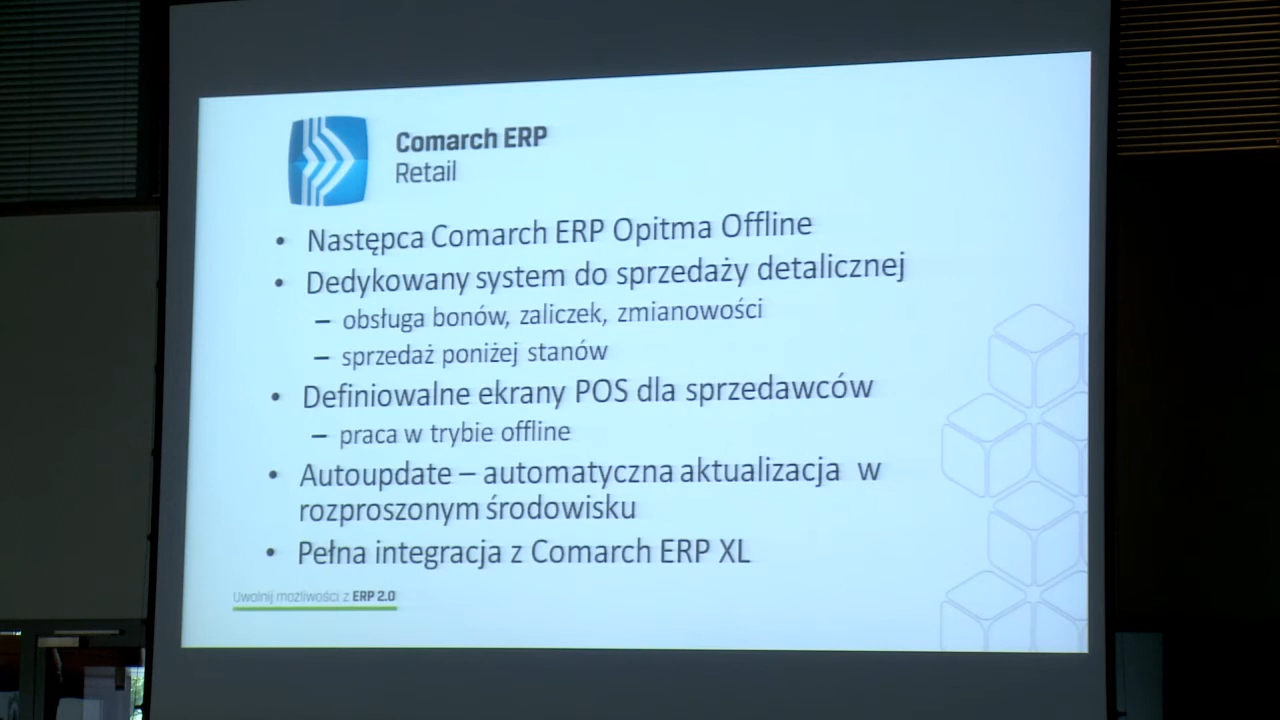 Comarch ERP
Retail
• Następca Comarch ERP Opitma Offline
• Dedykowany system do sprzedaży detalicznej
– obsługa bonów, zaliczek, zmianowości
– sprzedaż poniżej stanów
• Definiowalne ekrany POS dla sprzedawców
– praca w trybie offline
• Autoupdate – automatyczna aktualizacja w
rozproszonym środowisku
• Pełna integracja z Comarch ERP XL
Uwolnij możliwości z ERP 2.0